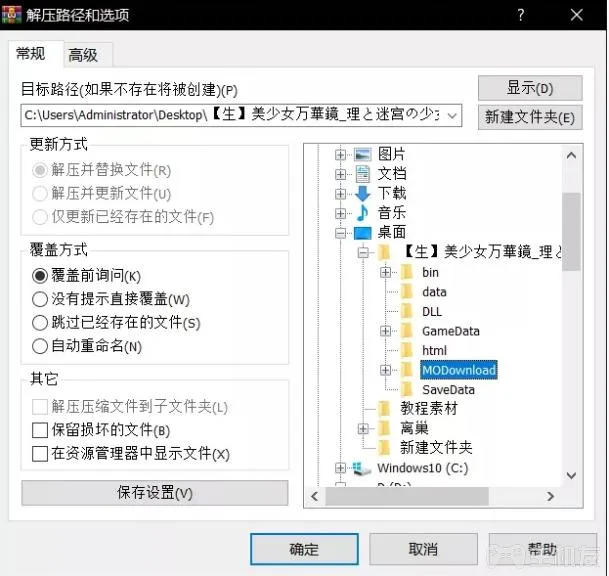 解压路径和选项
常规
高级
目标路径(如果不存在将被创建)(P)
显示(D)
C:\Users\Administrator\Desktop\【生】美少女万華鏡_理と迷宮の少女
新建文件夹(E)
更新方式
解压并替换文件(R)
解压并更新文件(U)
仅更新已经存在的文件(F)
覆盖方式
覆盖前询问(K)
没有提示直接覆盖(W)
跳过已经存在的文件(S)
自动重命名(N)
其它
解压压缩文件到子文件夹(L)
保留损坏的文件(B)
在资源管理器中显示文件(X)
保存设置(V)
图片
文档
下载
音乐
桌面
【生】美少女万華鏡_理と
bin
data
DLL
GameData
html
MODownload
SaveData
教程素材
离巢
新建文件夹
Windows10 (C:)
确定
取消
帮助